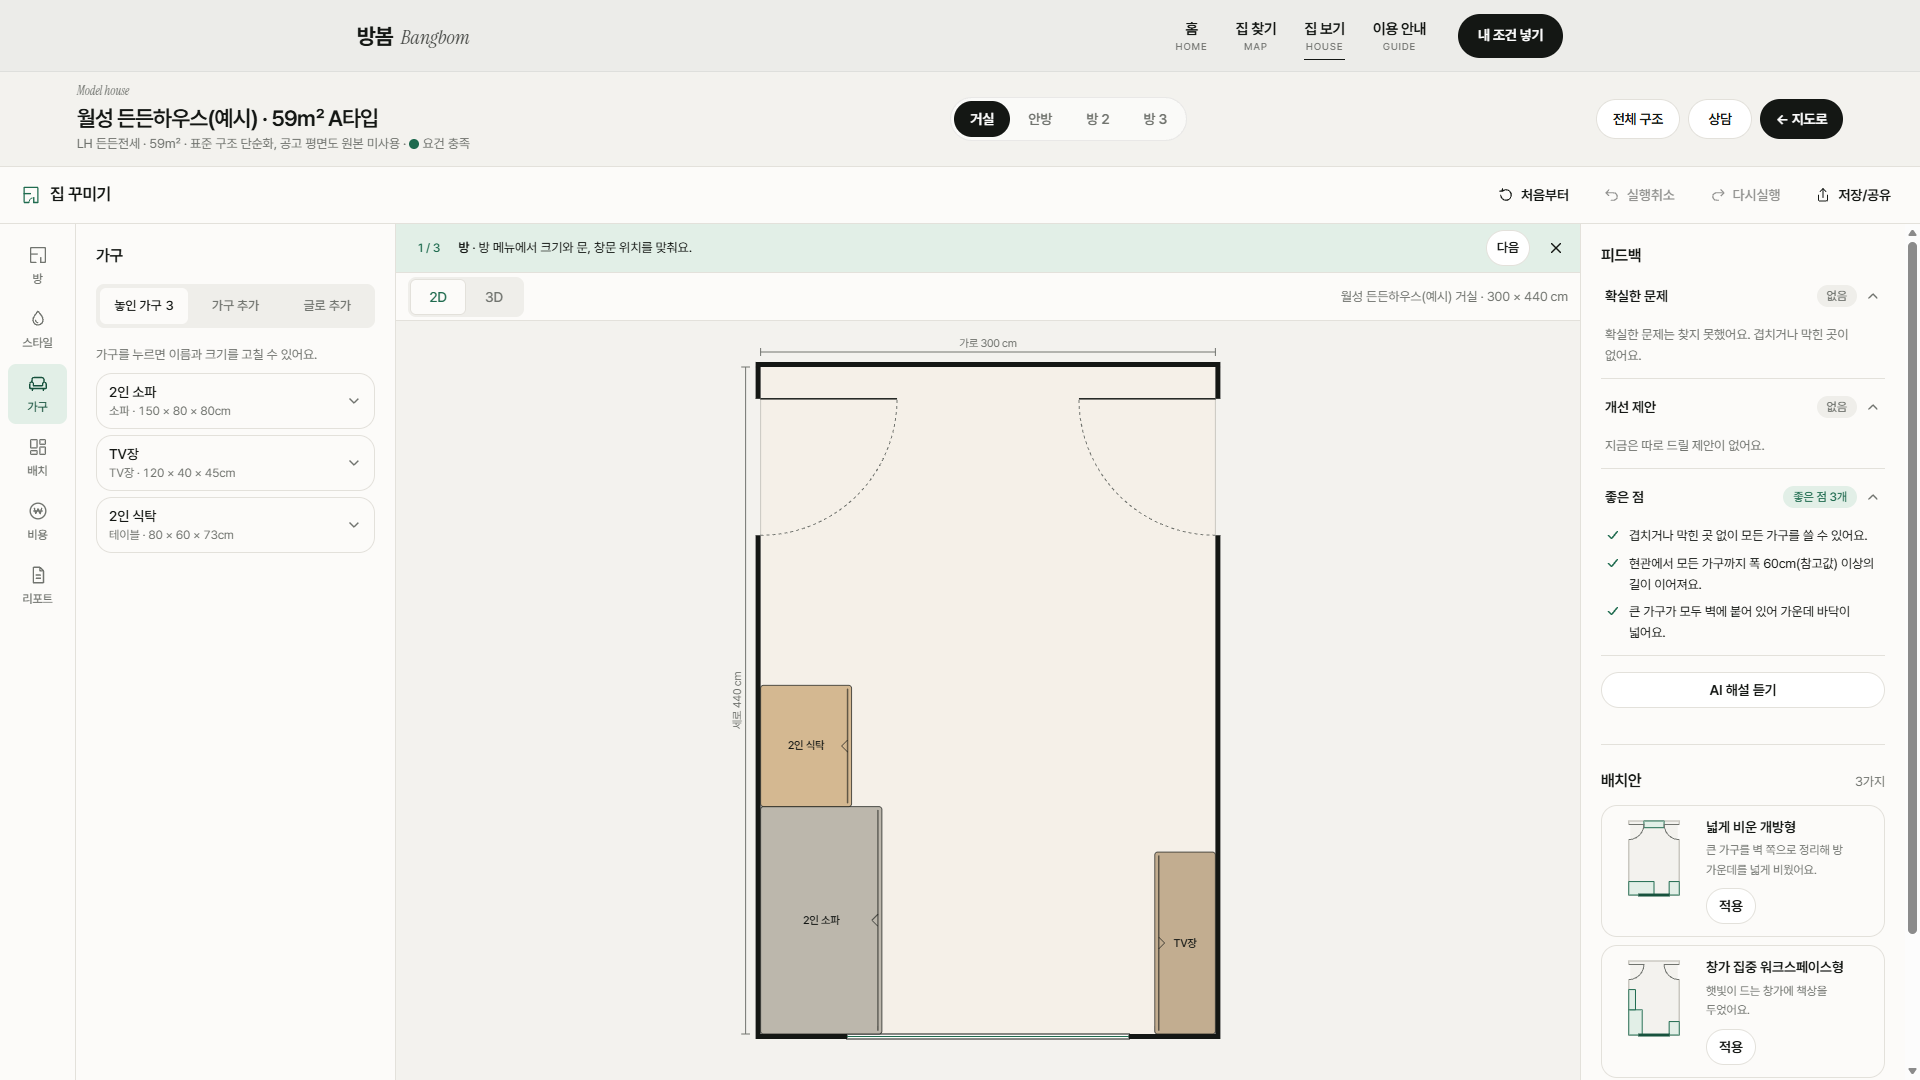 방봄 Bangbom
홈
HOME
집 찾기
MAP
집 보기
HOUSE
이용 안내
GUIDE
내 조건 넣기
Model house
월성 든든하우스(예시) · 59m² A타입
LH 든든전세 · 59m² · 표준 구조 단순화, 공고 평면도 원본 미사용 · 요건 충족
거실
안방
방 2
방 3
전체 구조
상담
← 지도로
집 꾸미기
처음부터
실행취소
다시실행
저장/공유
방
스타일
가구
배치
비용
리포트
가구
놓인 가구 3
가구 추가
글로 추가
가구를 누르면 이름과 크기를 고칠 수 있어요.
2인 소파
소파 · 150 × 80 × 80cm
TV장
TV장 · 120 × 40 × 45cm
2인 식탁
테이블 · 80 × 60 × 73cm
1 / 3 방 · 방 메뉴에서 크기와 문, 창문 위치를 맞춰요.
다음
2D
3D
월성 든든하우스(예시) 거실 · 300 × 440 cm
가로 300 cm
세로 440 cm
2인 식탁
2인 소파
TV장
피드백
확실한 문제
없음
확실한 문제는 찾지 못했어요. 겹치거나 막힌 곳이
없어요.
개선 제안
없음
지금은 따로 드릴 제안이 없어요.
좋은 점
좋은 점 3개
겹치거나 막힌 곳 없이 모든 가구를 쓸 수 있어요.
현관에서 모든 가구까지 폭 60cm(참고값) 이상의
길이 이어져요.
큰 가구가 모두 벽에 붙어 있어 가운데 바닥이
넓어요.
AI 해설 듣기
배치안
3가지
넓게 비운 개방형
큰 가구를 벽 쪽으로 정리해 방
가운데를 넓게 비웠어요.
적용
창가 집중 워크스페이스형
햇빛이 드는 창가에 책상을
두었어요.
적용